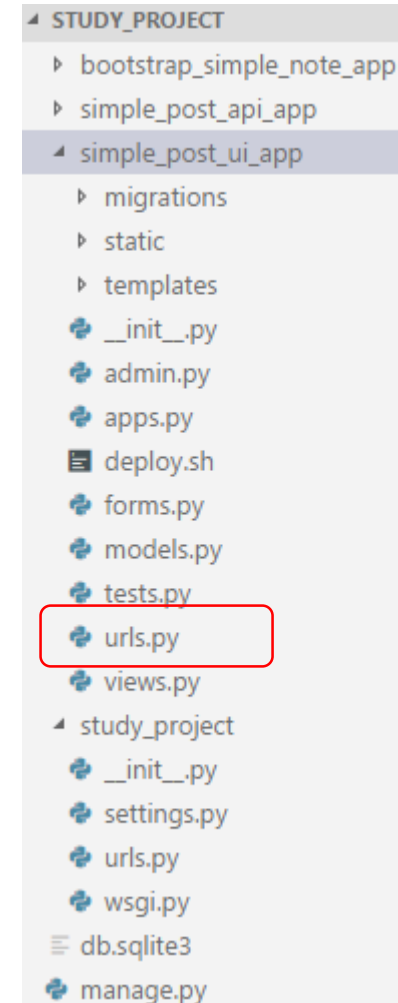 STUDY_PROJECT
bootstrap_simple_note_app
simple_post_api_app
simple_post_ui_app
migrations
static
templates
__init__.py
admin.py
apps.py
deploy.sh
forms.py
models.py
tests.py
urls.py
views.py
study_project
__init__.py
settings.py
urls.py
wsgi.py
db.sqlite3
manage.py